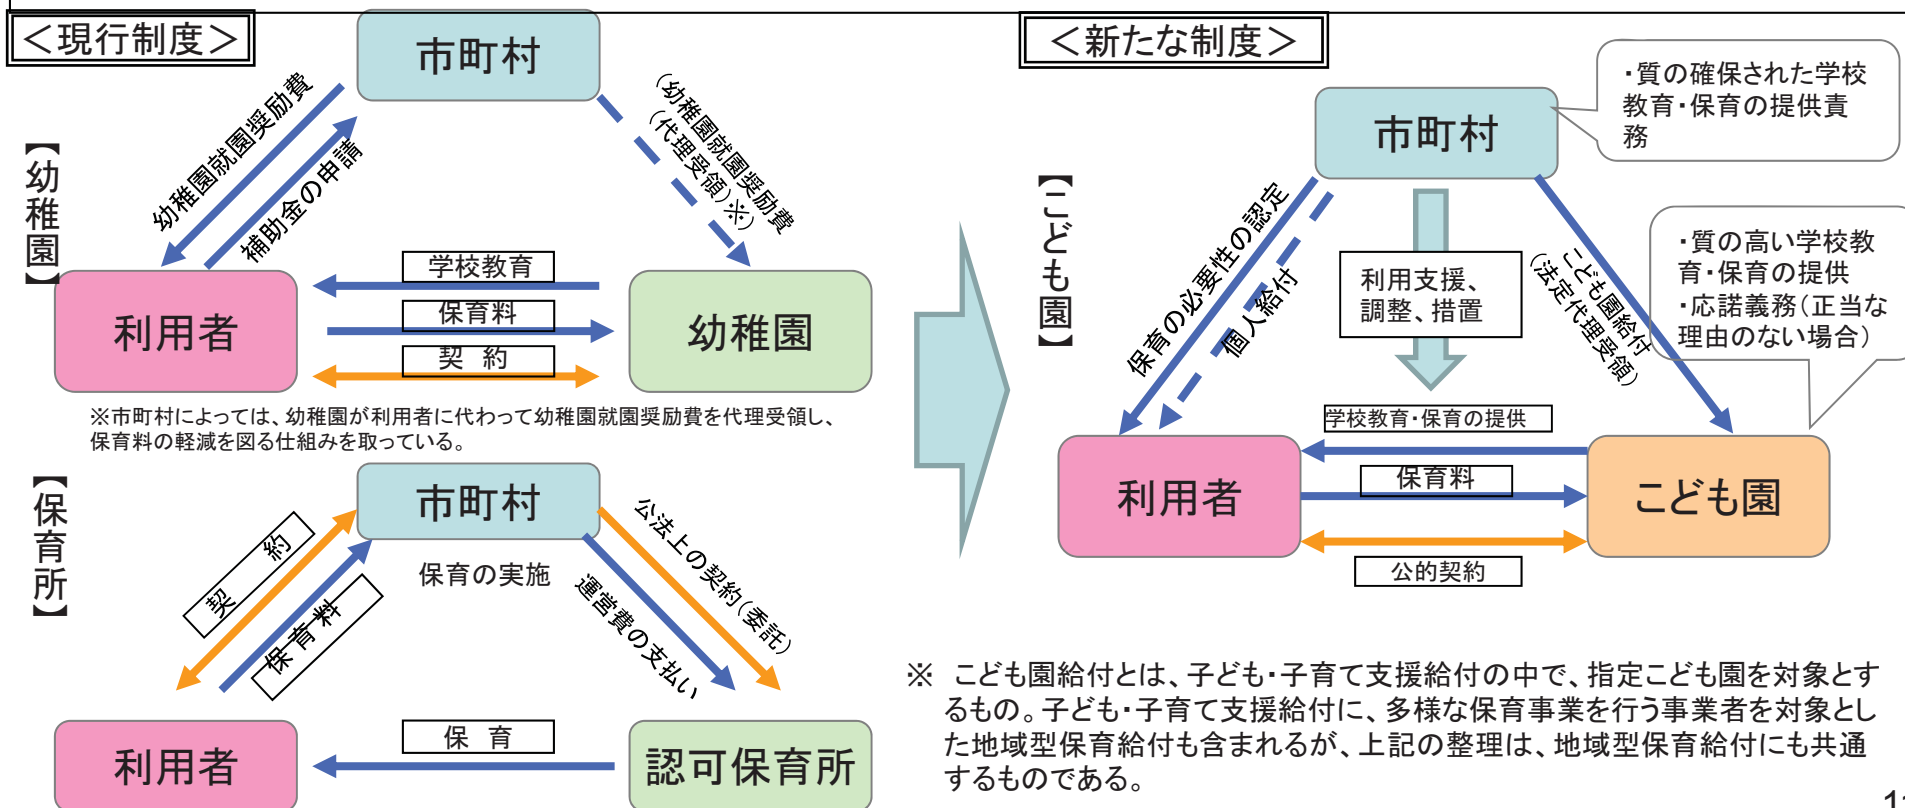 ＜現行制度＞
市町村
幼稚園就園奨励費
補助金の申請
(幼稚園就園奨励費
(代理受領)※)
【幼稚園】
学校教育
保育料
契 約
利用者
幼稚園
※市町村によっては、幼稚園が利用者に代わって幼稚園就園奨励費を代理受領し、
保育料の軽減を図る仕組みを取っている。
【保育所】
市町村
契 約
保育料
保育の実施
公法上の契約(委託)
運営費の支払い
利用者
保 育
認可保育所
＜新たな制度＞
市町村
・質の確保された学校
教育・保育の提供責
務
【こども園】
保育の必要性の認定
個人給付
利用支援、
調整、措置
こども園給付
(法定代理受領)
・質の高い学校教
育・保育の提供
・応諾義務(正当な
理由のない場合)
学校教育・保育の提供
保育料
公的契約
利用者
こども園
※ こども園給付とは、子ども・子育て支援給付の中で、指定こども園を対象とす
るもの。子ども・子育て支援給付に、多様な保育事業を行う事業者を対象とし
た地域型保育給付も含まれるが、上記の整理は、地域型保育給付にも共通
するものである。